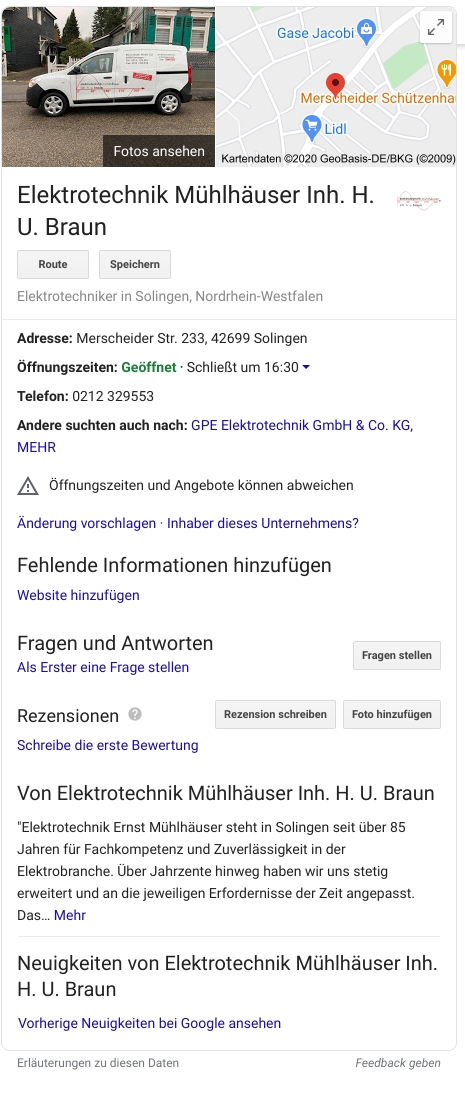 Gase Jacobi
Merscheider Schützenha
Lidl
Fotos ansehen
Kartendaten ©2020 GeoBasis-DE/BKG (©2009)
Elektrotechnik Mühlhäuser Inh. H.
U. Braun
Route
Speichern
Elektrotechniker in Solingen, Nordrhein-Westfalen
Adresse: Merscheider Str. 233, 42699 Solingen
Öffnungszeiten: Geöffnet · Schließt um 16:30
Telefon: 0212 329553
Andere suchten auch nach: GPE Elektrotechnik GmbH & Co. KG,
MEHR
Öffnungszeiten und Angebote können abweichen
Änderung vorschlagen · Inhaber dieses Unternehmens?
Fehlende Informationen hinzufügen
Website hinzufügen
Fragen und Antworten
Als Erster eine Frage stellen
Fragen stellen
Rezensionen ?
Rezension schreiben
Foto hinzufügen
Schreibe die erste Bewertung
Von Elektrotechnik Mühlhäuser Inh. H. U. Braun
"Elektrotechnik Ernst Mühlhäuser steht in Solingen seit über 85
Jahren für Fachkompetenz und Zuverlässigkeit in der
Elektrobranche. Über Jahrzente hinweg haben wir uns stetig
erweitert und an die jeweiligen Erfordernisse der Zeit angepasst.
Das... Mehr
Neuigkeiten von Elektrotechnik Mühlhäuser Inh.
H. U. Braun
Vorherige Neuigkeiten bei Google ansehen
Erläuterungen zu diesen Daten
Feedback geben